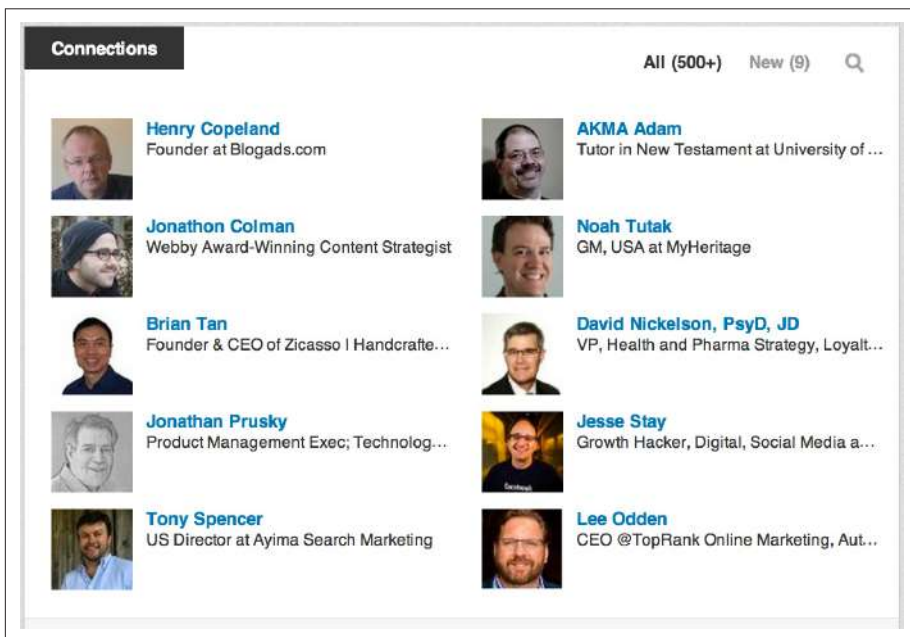 Connections
All (500+) New (9)
Henry Copeland
Founder at Blogads.com
AKMA Adam
Tutor in New Testament at University of ...
Jonathon Colman
Webby Award-Winning Content Strategist
Noah Tutak
GM, USA at MyHeritage
Brian Tan
Founder & CEO of Zicasso | Handcrafte...
David Nickelson, PsyD, JD
VP, Health and Pharma Strategy, Loyalt...
Jonathan Prusky
Product Management Exec; Technolog...
Jesse Stay
Growth Hacker, Digital, Social Media a...
Tony Spencer
US Director at Ayima Search Marketing
Lee Odden
CEO @TopRank Online Marketing, Aut...